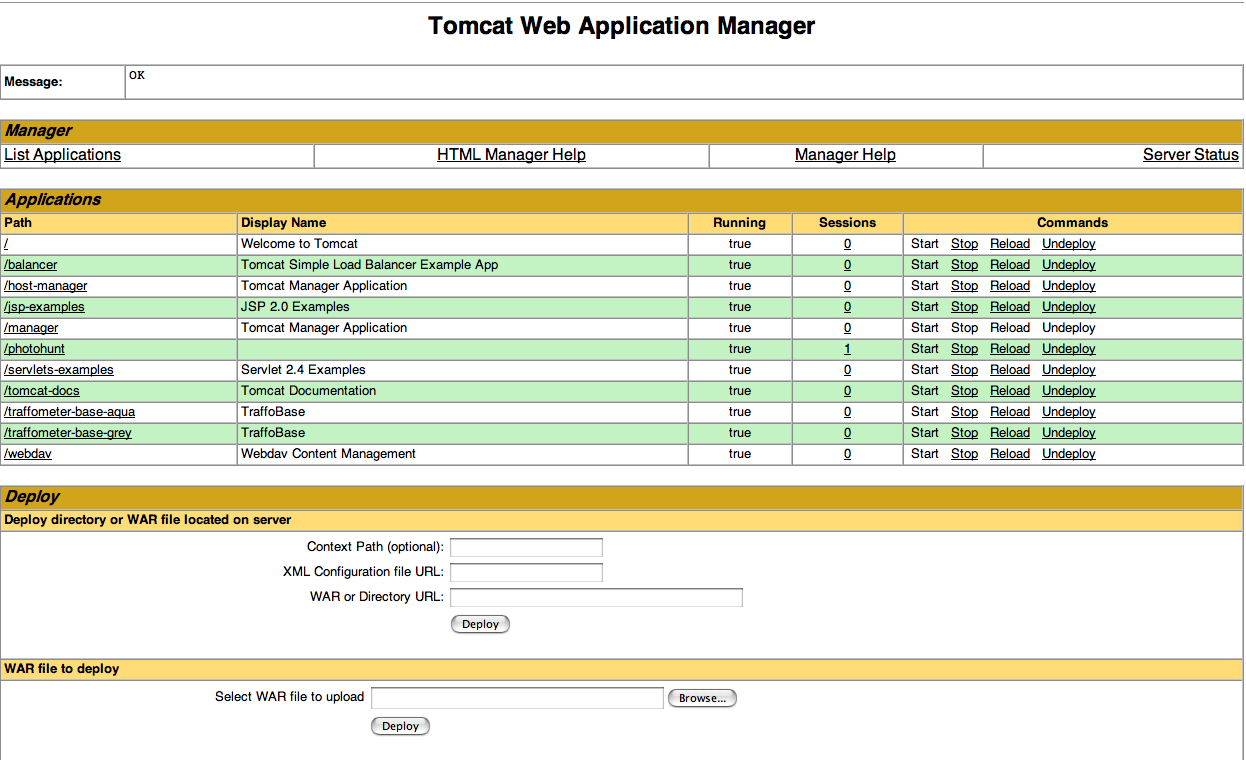 Tomcat Web Application Manager
Message: OK
Manager
List Applications HTML Manager Help Manager Help Server Status
Applications
Path Display Name Running Sessions Commands
/ Welcome to Tomcat true 0 Start Stop Reload Undeploy
/balancer Tomcat Simple Load Balancer Example App true 0 Start Stop Reload Undeploy
/host-manager Tomcat Manager Application true 0 Start Stop Reload Undeploy
/jsp-examples JSP 2.0 Examples true 0 Start Stop Reload Undeploy
/manager Tomcat Manager Application true 0 Start Stop Reload Undeploy
/photohunt true 1 Start Stop Reload Undeploy
/servlets-examples Servlet 2.4 Examples true 0 Start Stop Reload Undeploy
/tomcat-docs Tomcat Documentation true 0 Start Stop Reload Undeploy
/traffometer-base-aqua TraffoBase true 0 Start Stop Reload Undeploy
/traffometer-base-grey TraffoBase true 0 Start Stop Reload Undeploy
/webdav Webdav Content Management true 0 Start Stop Reload Undeploy
Deploy
Deploy directory or WAR file located on server
Context Path (optional):
XML Configuration file URL:
WAR or Directory URL:
Deploy
WAR file to deploy
Select WAR file to upload Browse...
Deploy